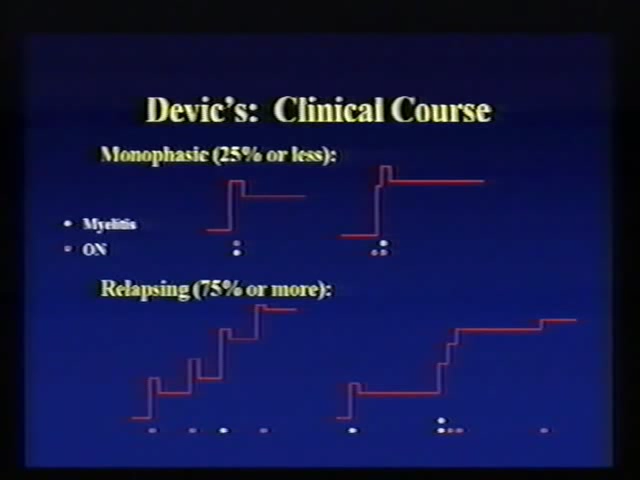 Devic's: Clinical Course
Monophasic (25% or less):
Myelitis
ON
Relapsing (75% or more):